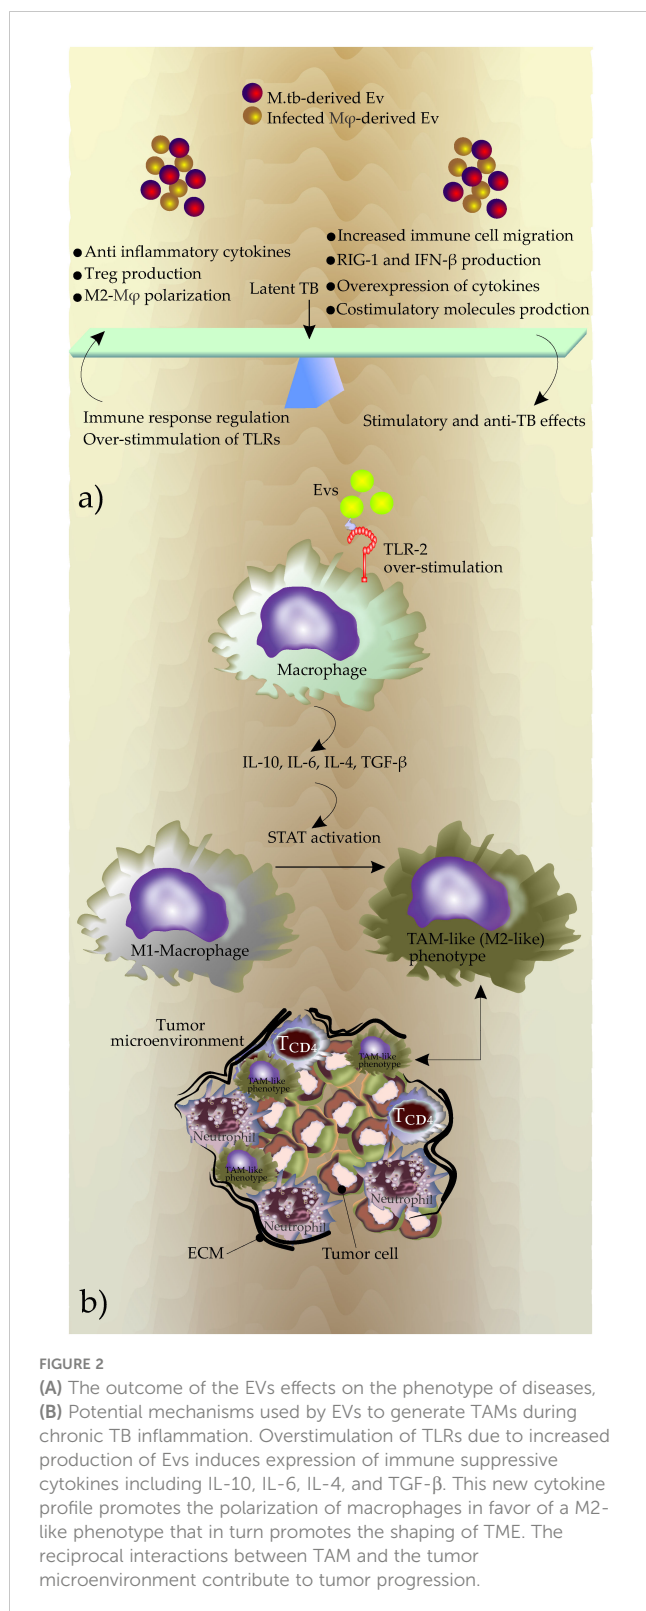 M.tb-derived Ev
Infected Mφ-derived Ev
● Anti inflammatory cytokines
● Treg production
● M2-Mφ polarization
Latent TB
● Increased immune cell migration
● RIG-1 and IFN-β production
● Overexpression of cytokines
● Costimulatory molecules prodction
Immune response regulation
Over-stimmulation of TLRs
Stimulatory and anti-TB effects
a)
Evs
TLR-2
over-stimulation
Macrophage
IL-10, IL-6, IL-4, TGF-β
STAT activation
M1-Macrophage
TAM-like (M2-like)
phenotype
Tumor
microenvironment
TCD4
TAM-like
phenotype
TAM-like
phenotype
TCD4
Neutrophil
TAM-like
phenotype
Neutrophil
Neutrophil
ECM
Tumor cell
b)
FIGURE 2
(A) The outcome of the EVs effects on the phenotype of diseases,
(B) Potential mechanisms used by EVs to generate TAMs during
chronic TB inflammation. Overstimulation of TLRs due to increased
production of Evs induces expression of immune suppressive
cytokines including IL-10, IL-6, IL-4, and TGF-β. This new cytokine
profile promotes the polarization of macrophages in favor of a M2-
like phenotype that in turn promotes the shaping of TME. The
reciprocal interactions between TAM and the tumor
microenvironment contribute to tumor progression.